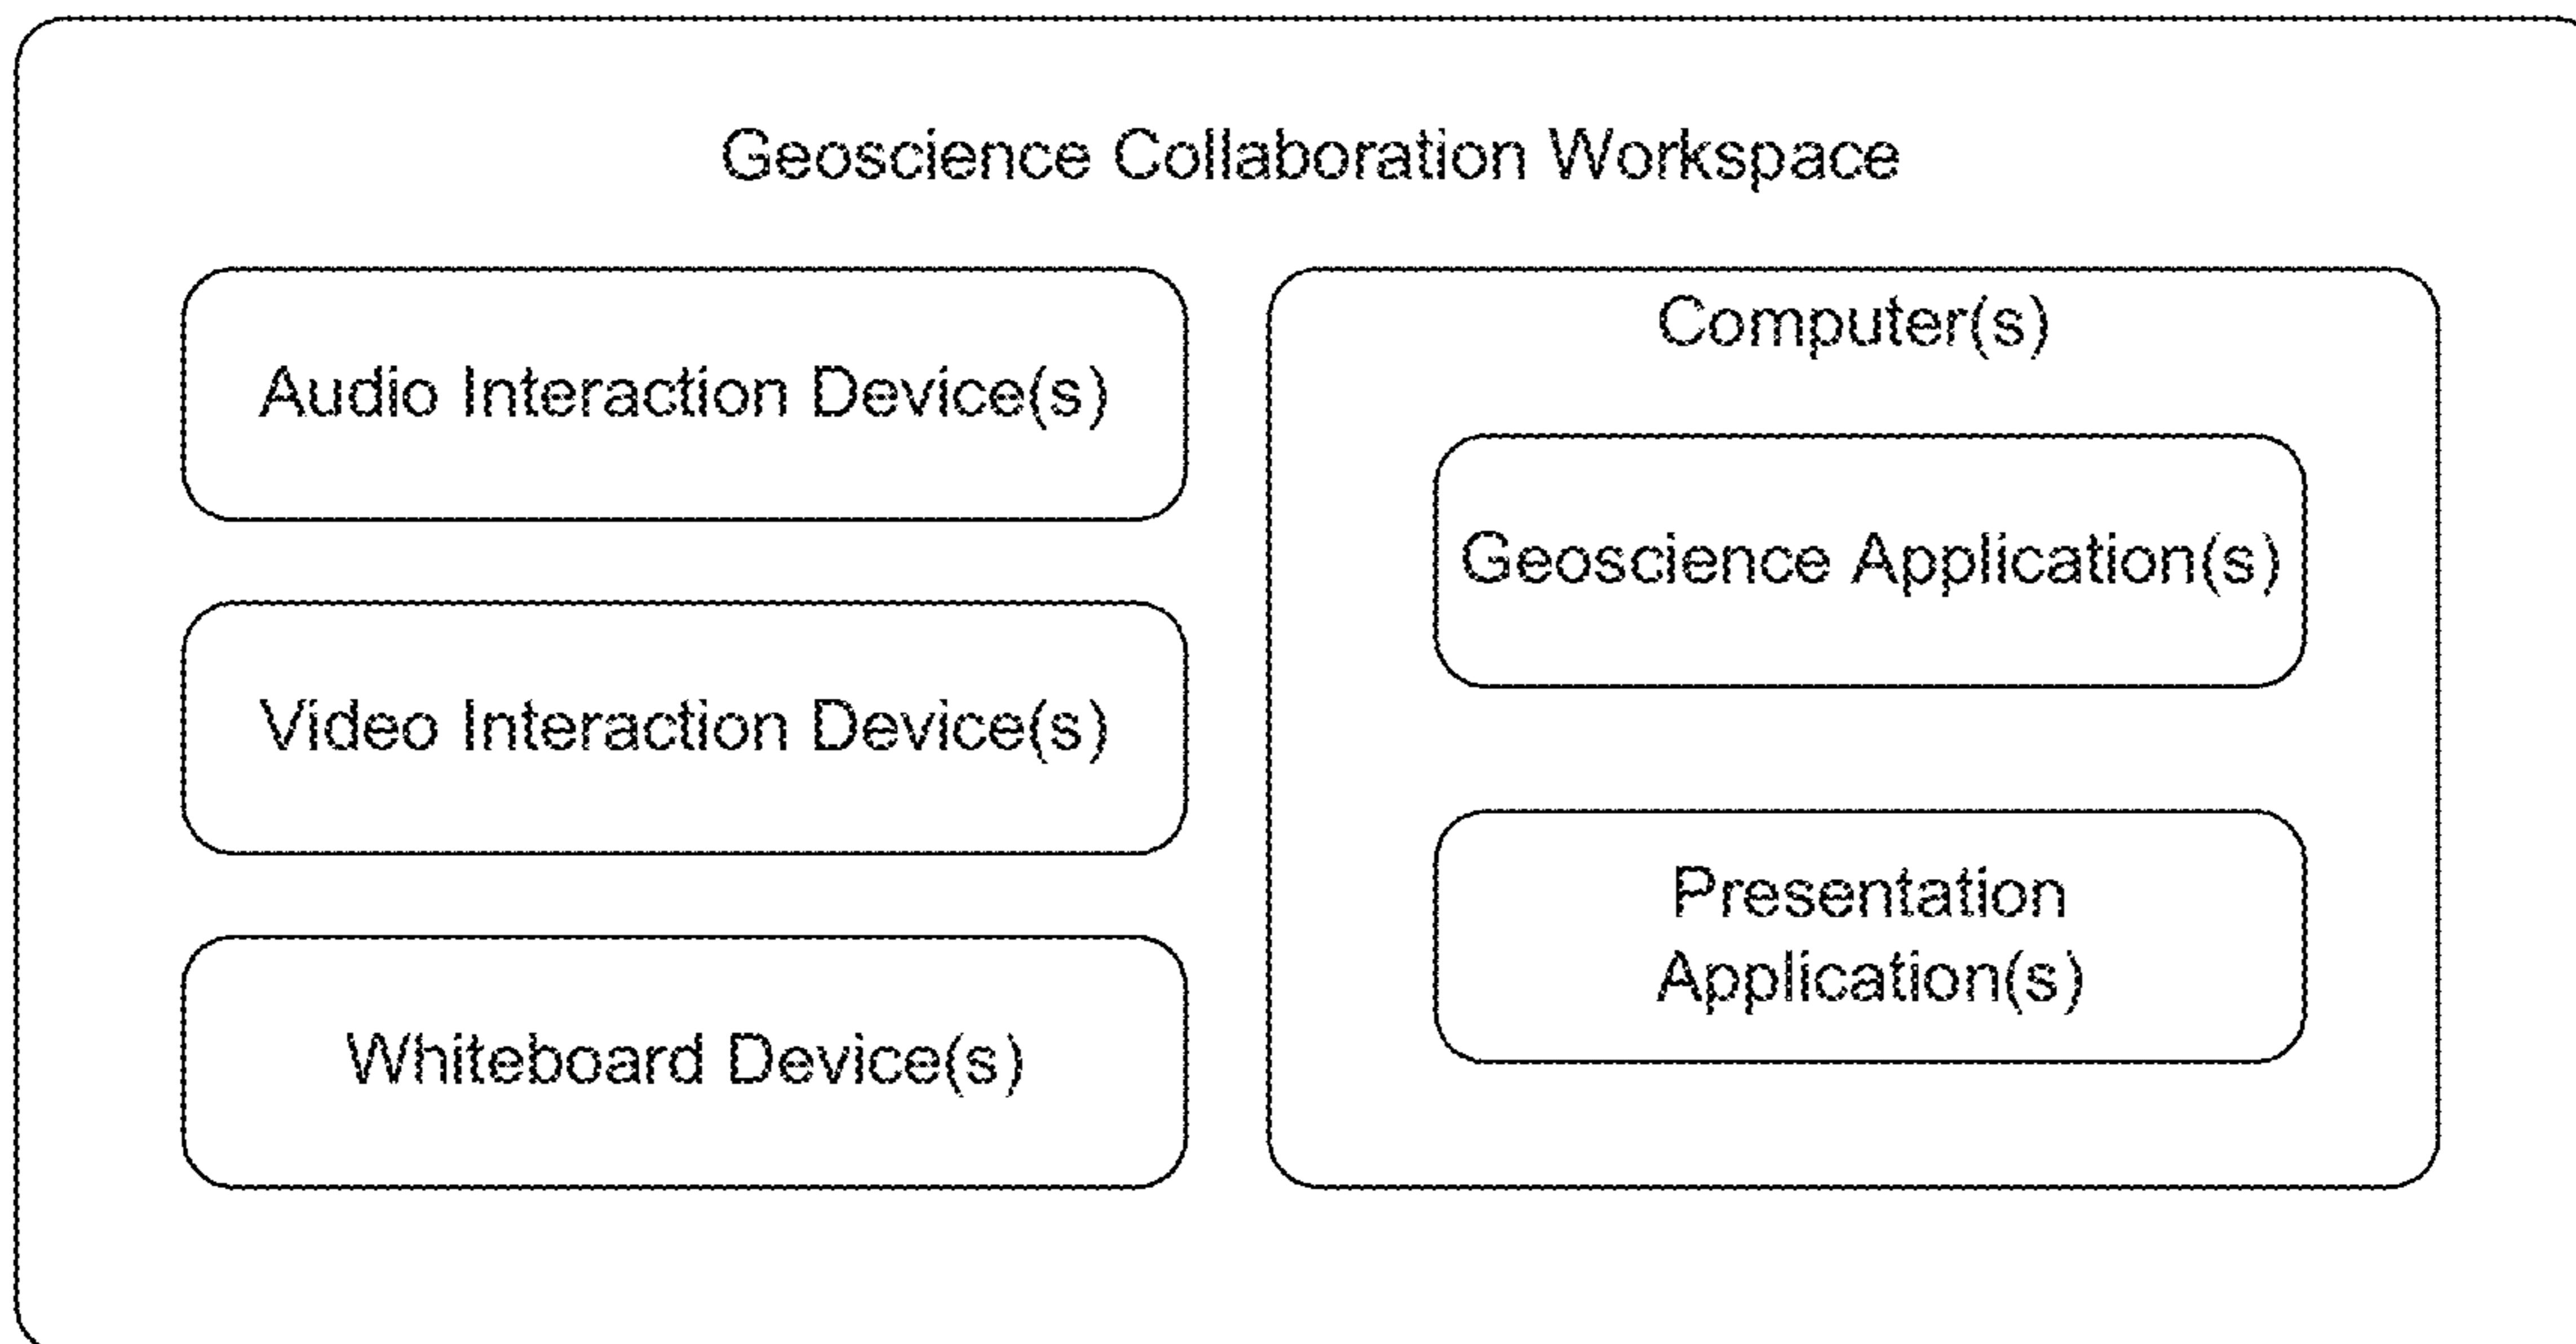 Geoscience Collaboration Workspace
Audio Interaction Device(s)
Video Interaction Device(s)
Whiteboard Device(s)
Computer(s)
Geoscience Application(s)
Presentation
Application(s)